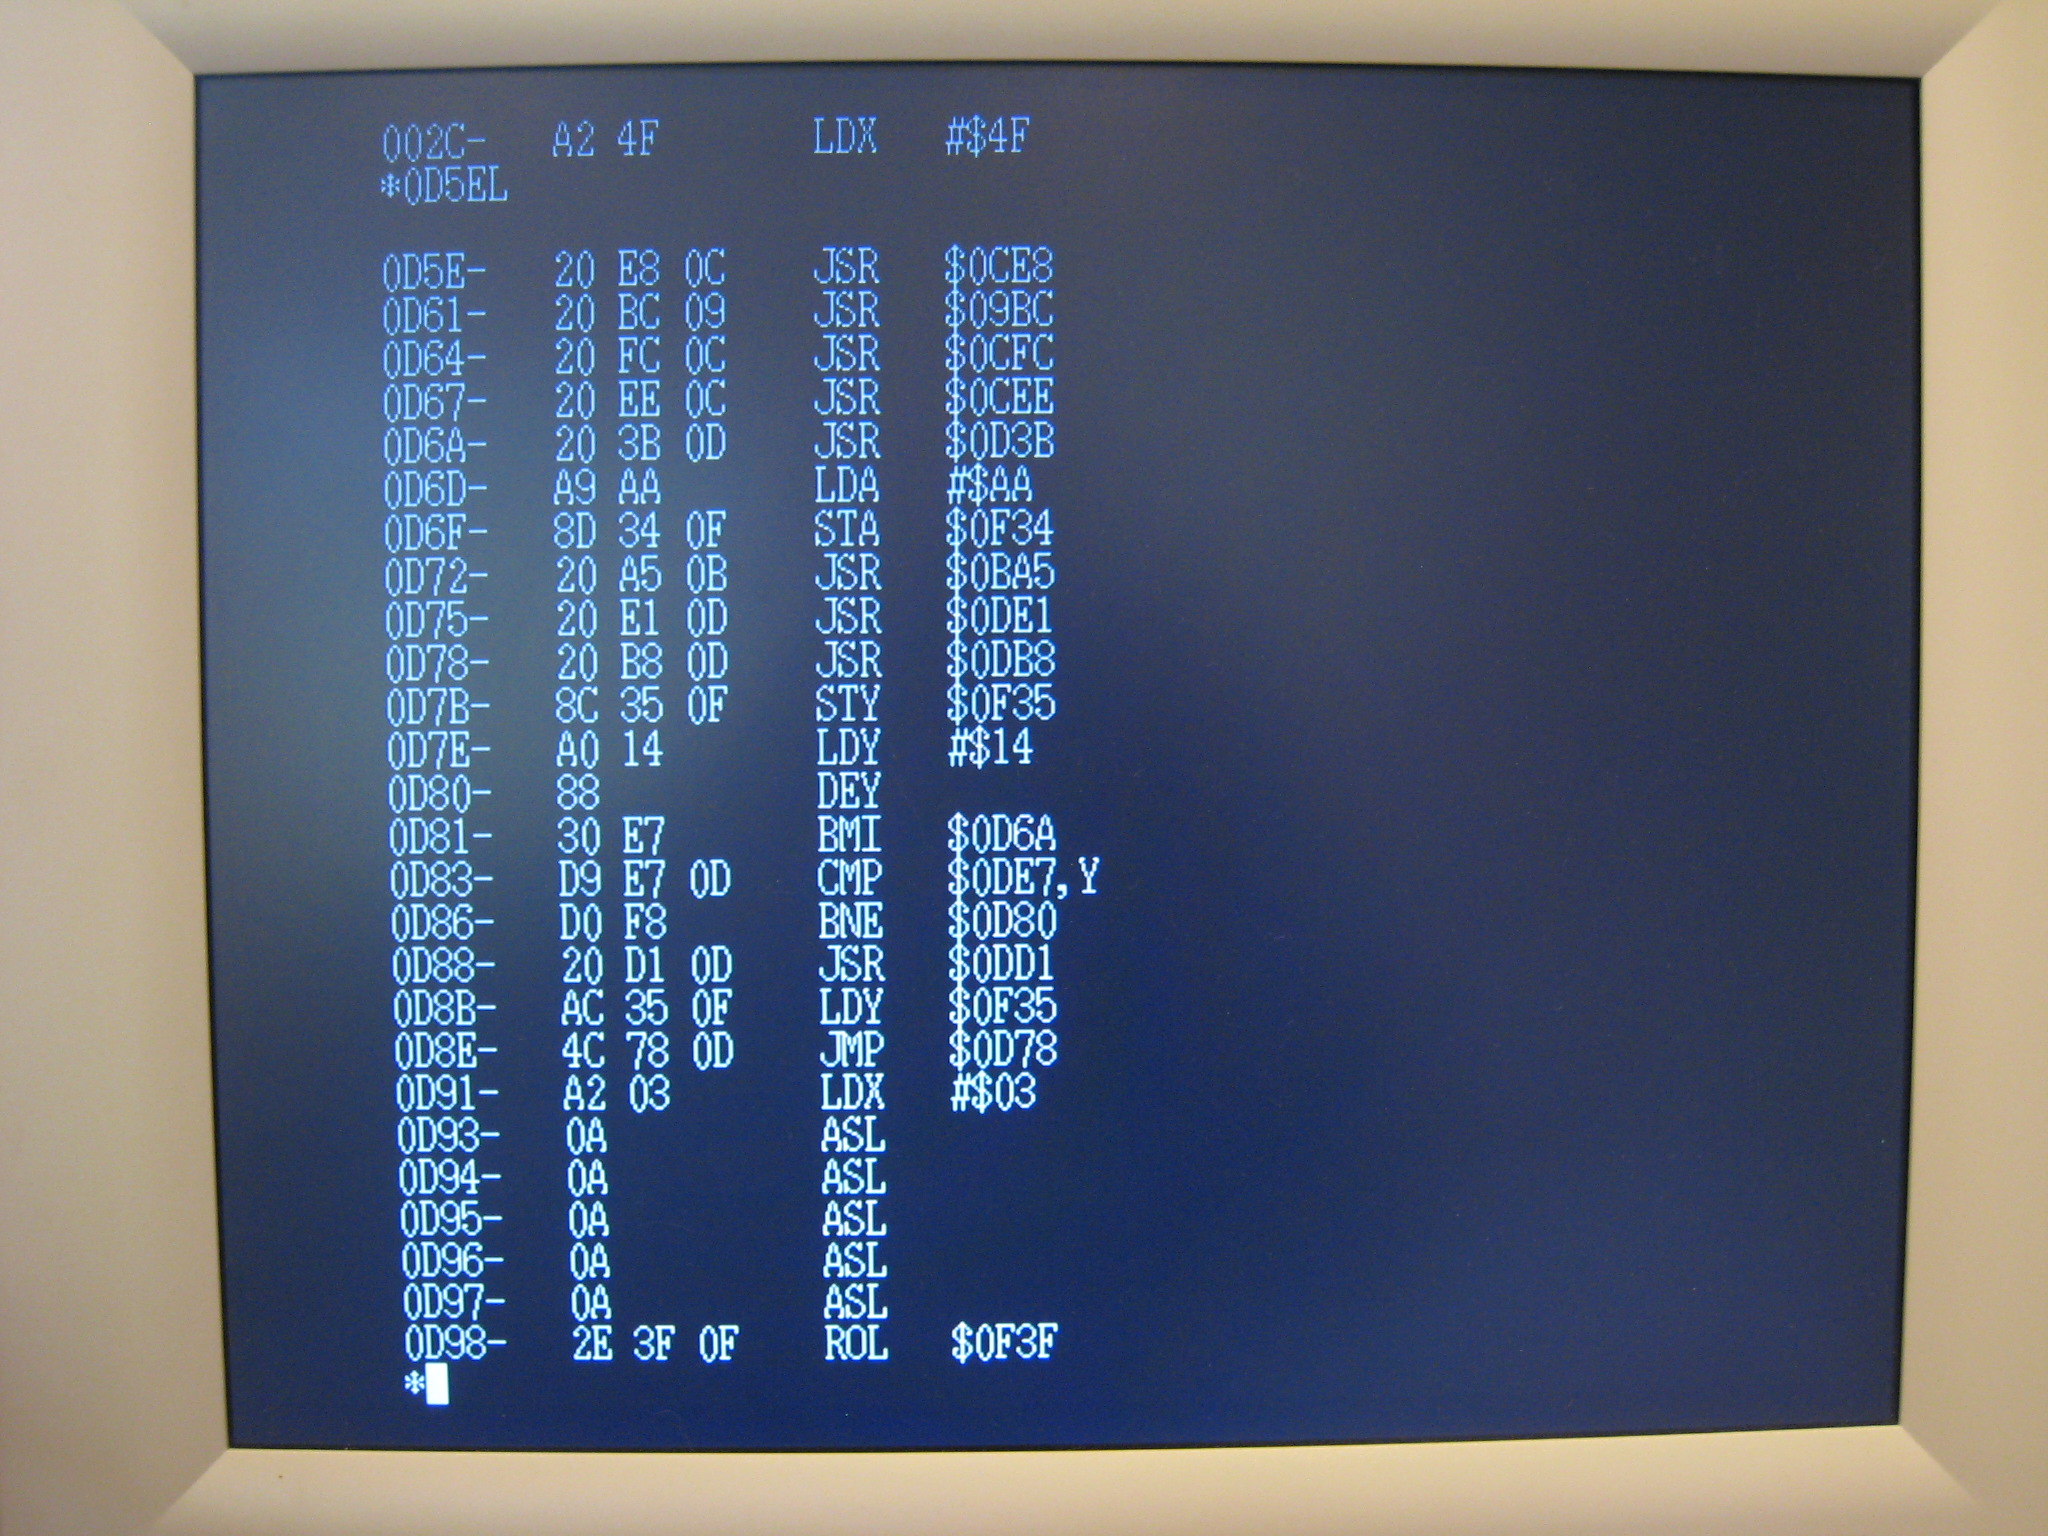 002C-   A2 4F      LDX   #$4F
*0D5EL
0D5E-   20 E8 0C   JSR   $0CE8
0D61-   20 BC 09   JSR   $09BC
0D64-   20 FC 0C   JSR   $0CFC
0D67-   20 EE 0C   JSR   $0CEE
0D6A-   20 3B 0D   JSR   $0D3B
0D6D-   A9 AA      LDA   #$AA
0D6F-   8D 34 0F   STA   $0F34
0D72-   20 A5 0B   JSR   $0BA5
0D75-   20 E1 0D   JSR   $0DE1
0D78-   20 B8 0D   JSR   $0DB8
0D7B-   8C 35 0F   STY   $0F35
0D7E-   A0 14      LDY   #$14
0D80-   88         DEY
0D81-   30 E7      BMI   $0D6A
0D83-   D9 E7 0D   CMP   $0DE7,Y
0D86-   D0 F8      BNE   $0D80
0D88-   20 D1 0D   JSR   $0DD1
0D8B-   AC 35 0F   LDY   $0F35
0D8E-   4C 78 0D   JMP   $0D78
0D91-   A2 03      LDX   #$03
0D93-   0A         ASL
0D94-   0A         ASL
0D95-   0A         ASL
0D96-   0A         ASL
0D97-   0A         ASL
0D98-   2E 3F 0F   ROL   $0F3F
*